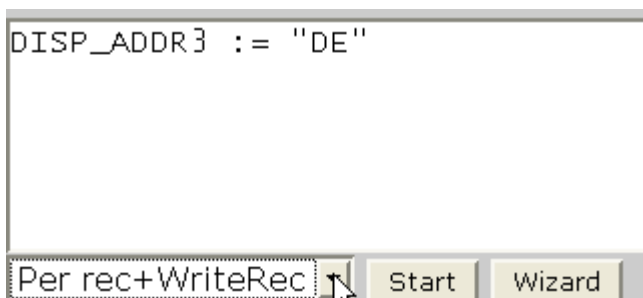 DISP_ADDR3 := "DE"
Per rec+WriteRec Start Wizard